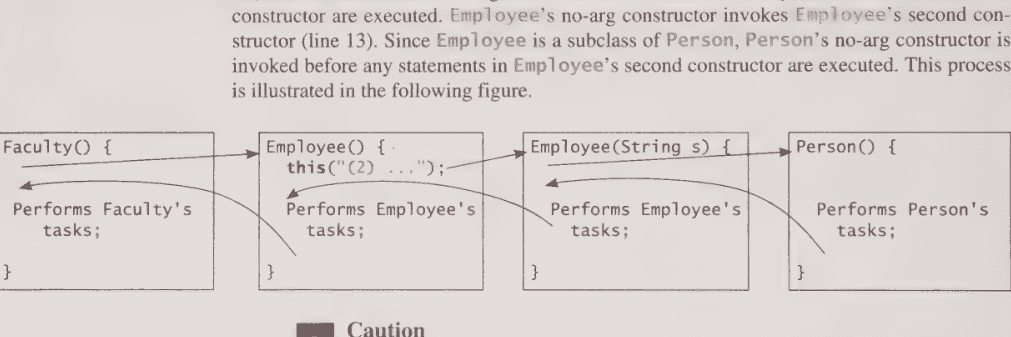 constructor are executed. Employee's no-arg constructor invokes Employee's second con-
structor (line 13). Since Employee is a subclass of Person, Person's no-arg constructor is
invoked before any statements in Employee's second constructor are executed. This process
is illustrated in the following figure.
Faculty() {
Performs Faculty's
tasks;
}
Employee() {
this("(2) ...");
Performs Employee's
tasks;
}
Employee(String s) {
Performs Employee's
tasks;
}
Person() {
Performs Person's
tasks;
}
Caution